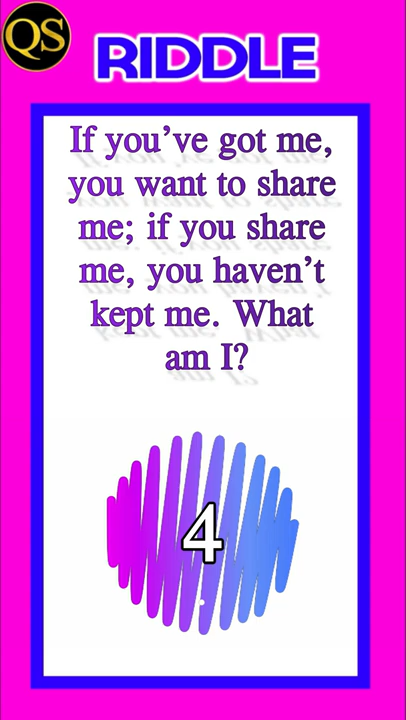 QS
RIDDLE
If you’ve got me,
you want to share
me; if you share
me, you haven’t
kept me. What
am I?
4